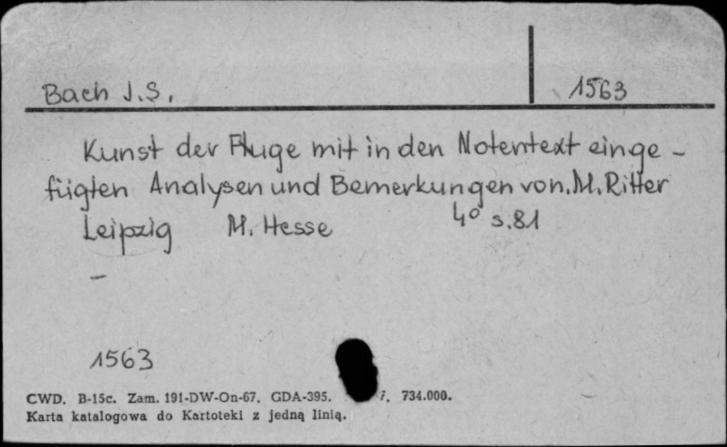 Bach J.S. 1563
Kunst der Fluge mit in den Notentext einge-
fügten Analysen und Bemerkungen von. M. Ritter
Leipzig M. Hesse 4° s. 81
—
1563
CWD. B-15c. Zam. 191-DW-On-67. GDA-395. 7. 734.000.
Karta katalogowa do Kartoteki z jedną linią.